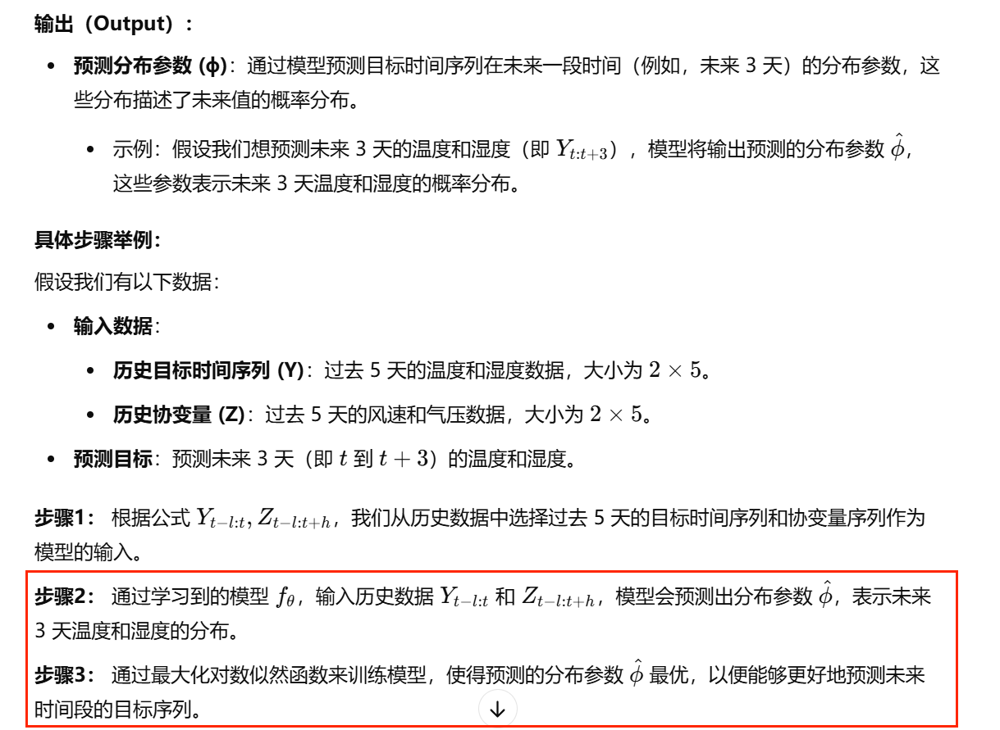 输出（Output）：
• 预测分布参数 (ϕ)：通过模型预测目标时间序列在未来一段时间（例如，未来 3 天）的分布参数，这
些分布描述了未来值的概率分布。
• 示例：假设我们想预测未来 3 天的温度和湿度（即 $Y_{t:t+3}$），模型将输出预测的分布参数 $\hat{\phi}$，
这些参数表示未来 3 天温度和湿度的概率分布。
具体步骤举例：
假设我们有以下数据：
• 输入数据：
• 历史目标时间序列 (Y)：过去 5 天的温度和湿度数据，大小为 $2 \times 5$。
• 历史协变量 (Z)：过去 5 天的风速和气压数据，大小为 $2 \times 5$。
• 预测目标：预测未来 3 天（即 $t$ 到 $t + 3$）的温度和湿度。
步骤1： 根据公式 $Y_{t-l:t}, Z_{t-l:t+h}$，我们从历史数据中选择过去 5 天的目标时间序列和协变量序列作为
模型的输入。
步骤2： 通过学习到的模型 $f_\theta$，输入历史数据 $Y_{t-l:t}$ 和 $Z_{t-l:t+h}$，模型会预测出分布参数 $\hat{\phi}$，表示未来
3 天温度和湿度的分布。
步骤3： 通过最大化对数似然函数来训练模型，使得预测的分布参数 $\hat{\phi}$ 最优，以便能够更好地预测未来
时间段的目标序列。